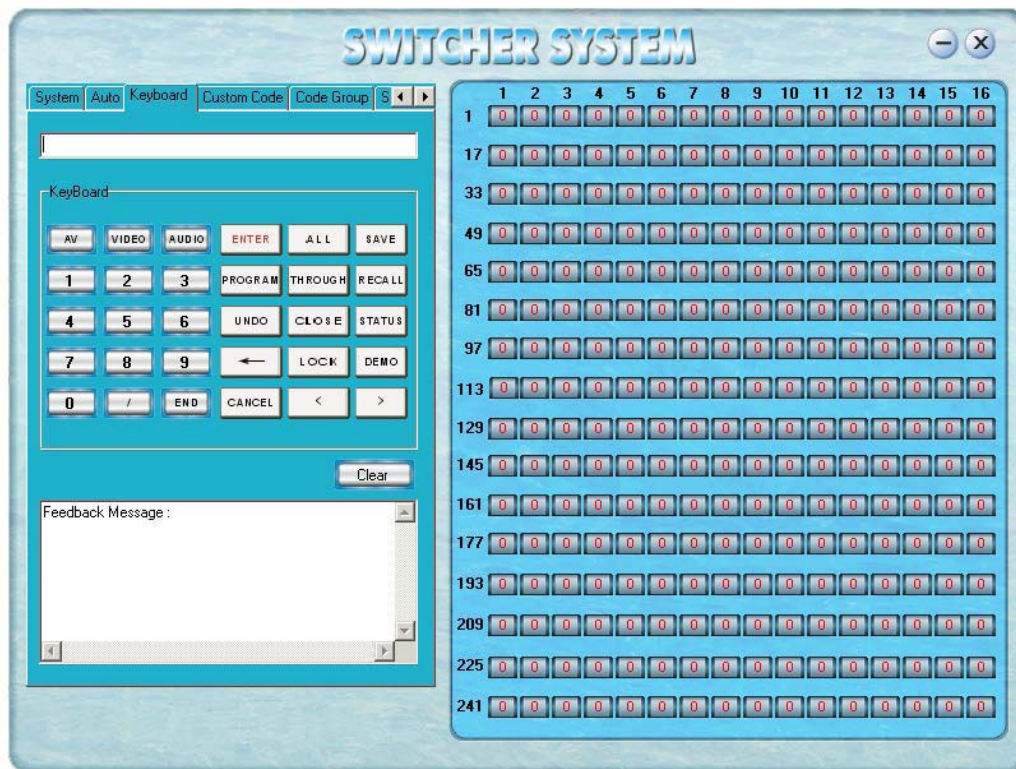 SWITCHER SYSTEM
System Auto Keyboard Custom Code Code Group S
KeyBoard
AV VIDEO AUDIO ENTER ALL SAVE
1 2 3 PROGRAM THROUGH RECALL
4 5 6 UNDO CLOSE STATUS
7 8 9 LOCK DEMO
0 / END CANCEL < >
Clear
Feedback Message :
1 2 3 4 5 6 7 8 9 10 11 12 13 14 15 16
1 0 0 0 0 0 0 0 0 0 0 0 0 0 0 0 0
17 0 0 0 0 0 0 0 0 0 0 0 0 0 0 0 0
33 0 0 0 0 0 0 0 0 0 0 0 0 0 0 0 0
49 0 0 0 0 0 0 0 0 0 0 0 0 0 0 0 0
65 0 0 0 0 0 0 0 0 0 0 0 0 0 0 0 0
81 0 0 0 0 0 0 0 0 0 0 0 0 0 0 0 0
97 0 0 0 0 0 0 0 0 0 0 0 0 0 0 0 0
113 0 0 0 0 0 0 0 0 0 0 0 0 0 0 0 0
129 0 0 0 0 0 0 0 0 0 0 0 0 0 0 0 0
145 0 0 0 0 0 0 0 0 0 0 0 0 0 0 0 0
161 0 0 0 0 0 0 0 0 0 0 0 0 0 0 0 0
177 0 0 0 0 0 0 0 0 0 0 0 0 0 0 0 0
193 0 0 0 0 0 0 0 0 0 0 0 0 0 0 0 0
209 0 0 0 0 0 0 0 0 0 0 0 0 0 0 0 0
225 0 0 0 0 0 0 0 0 0 0 0 0 0 0 0 0
241 0 0 0 0 0 0 0 0 0 0 0 0 0 0 0 0